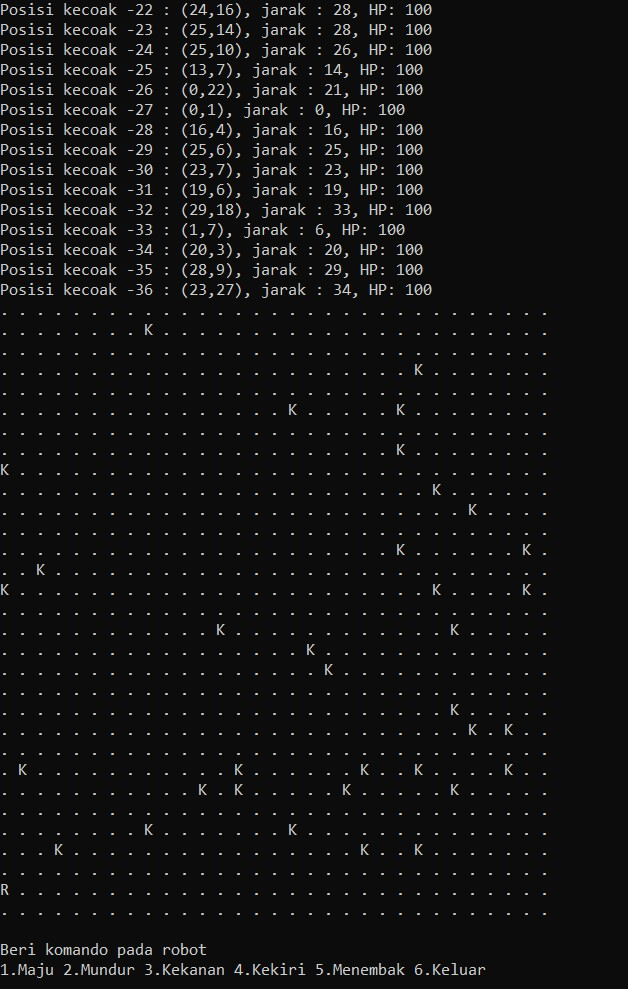 Posisi kecoak -22 : (24,16), jarak : 28, HP: 100
Posisi kecoak -23 : (25,14), jarak : 28, HP: 100
Posisi kecoak -24 : (25,10), jarak : 26, HP: 100
Posisi kecoak -25 : (13,7), jarak : 14, HP: 100
Posisi kecoak -26 : (0,22), jarak : 21, HP: 100
Posisi kecoak -27 : (0,1), jarak : 0, HP: 100
Posisi kecoak -28 : (16,4), jarak : 16, HP: 100
Posisi kecoak -29 : (25,6), jarak : 25, HP: 100
Posisi kecoak -30 : (23,7), jarak : 23, HP: 100
Posisi kecoak -31 : (19,6), jarak : 19, HP: 100
Posisi kecoak -32 : (29,18), jarak : 33, HP: 100
Posisi kecoak -33 : (1,7), jarak : 6, HP: 100
Posisi kecoak -34 : (20,3), jarak : 20, HP: 100
Posisi kecoak -35 : (28,9), jarak : 29, HP: 100
Posisi kecoak -36 : (23,27), jarak : 34, HP: 100
. . . . . . . . . . . . . . . . . . . . . . . . . . . . . . .
. . . . . . . . K . . . . . . . . . . . . . . . . . . . . . .
. . . . . . . . . . . . . . . . . . . . . . . . . . . . . . .
. . . . . . . . . . . . . . . . . . . . . . . K . . . . . . .
. . . . . . . . . . . . . . . . . . . . . . . . . . . . . . .
. . . . . . . . . . . . . . . . K . . . . . K . . . . . . . .
. . . . . . . . . . . . . . . . . . . . . . . . . . . . . . .
. . . . . . . . . . . . . . . . . . . . . . K . . . . . . . .
K . . . . . . . . . . . . . . . . . . . . . . . . . . . . . .
. . . . . . . . . . . . . . . . . . . . . . . . K . . . . . .
. . . . . . . . . . . . . . . . . . . . . . . . . . K . . . .
. . . . . . . . . . . . . . . . . . . . . . . . . . . . . . .
. . . . . . . . . . . . . . . . . . . . . . K . . . . . . K .
. . K . . . . . . . . . . . . . . . . . . . . . . . . . . . .
K . . . . . . . . . . . . . . . . . . . . . . . K . . . . K .
. . . . . . . . . . . . . . . . . . . . . . . . . . . . . . .
. . . . . . . . . . . . K . . . . . . . . . . . . K . . . . .
. . . . . . . . . . . . . . . . . K . . . . . . . . . . . . .
. . . . . . . . . . . . . . . . . . K . . . . . . . . . . . .
. . . . . . . . . . . . . . . . . . . . . . . . . . . . . . .
. . . . . . . . . . . . . . . . . . . . . . . . . K . . . . .
. . . . . . . . . . . . . . . . . . . . . . . . . . K . K . .
. . . . . . . . . . . . . . . . . . . . . . . . . . . . . . .
. K . . . . . . . . . . . K . . . . . . K . . K . . . . K . .
. . . . . . . . . . . K . K . . . . . K . . . . . K . . . . .
. . . . . . . . . . . . . . . . . . . . . . . . . . . . . . .
. . . . . . . . K . . . . . . . K . . . . . . . . . . . . . .
. . . K . . . . . . . . . . . . . . . . K . . K . . . . . . .
. . . . . . . . . . . . . . . . . . . . . . . . . . . . . . .
R . . . . . . . . . . . . . . . . . . . . . . . . . . . . . .
. . . . . . . . . . . . . . . . . . . . . . . . . . . . . . .
Beri komando pada robot
1.Maju 2.Mundur 3.Kekanan 4.Kekiri 5.Menembak 6.Keluar